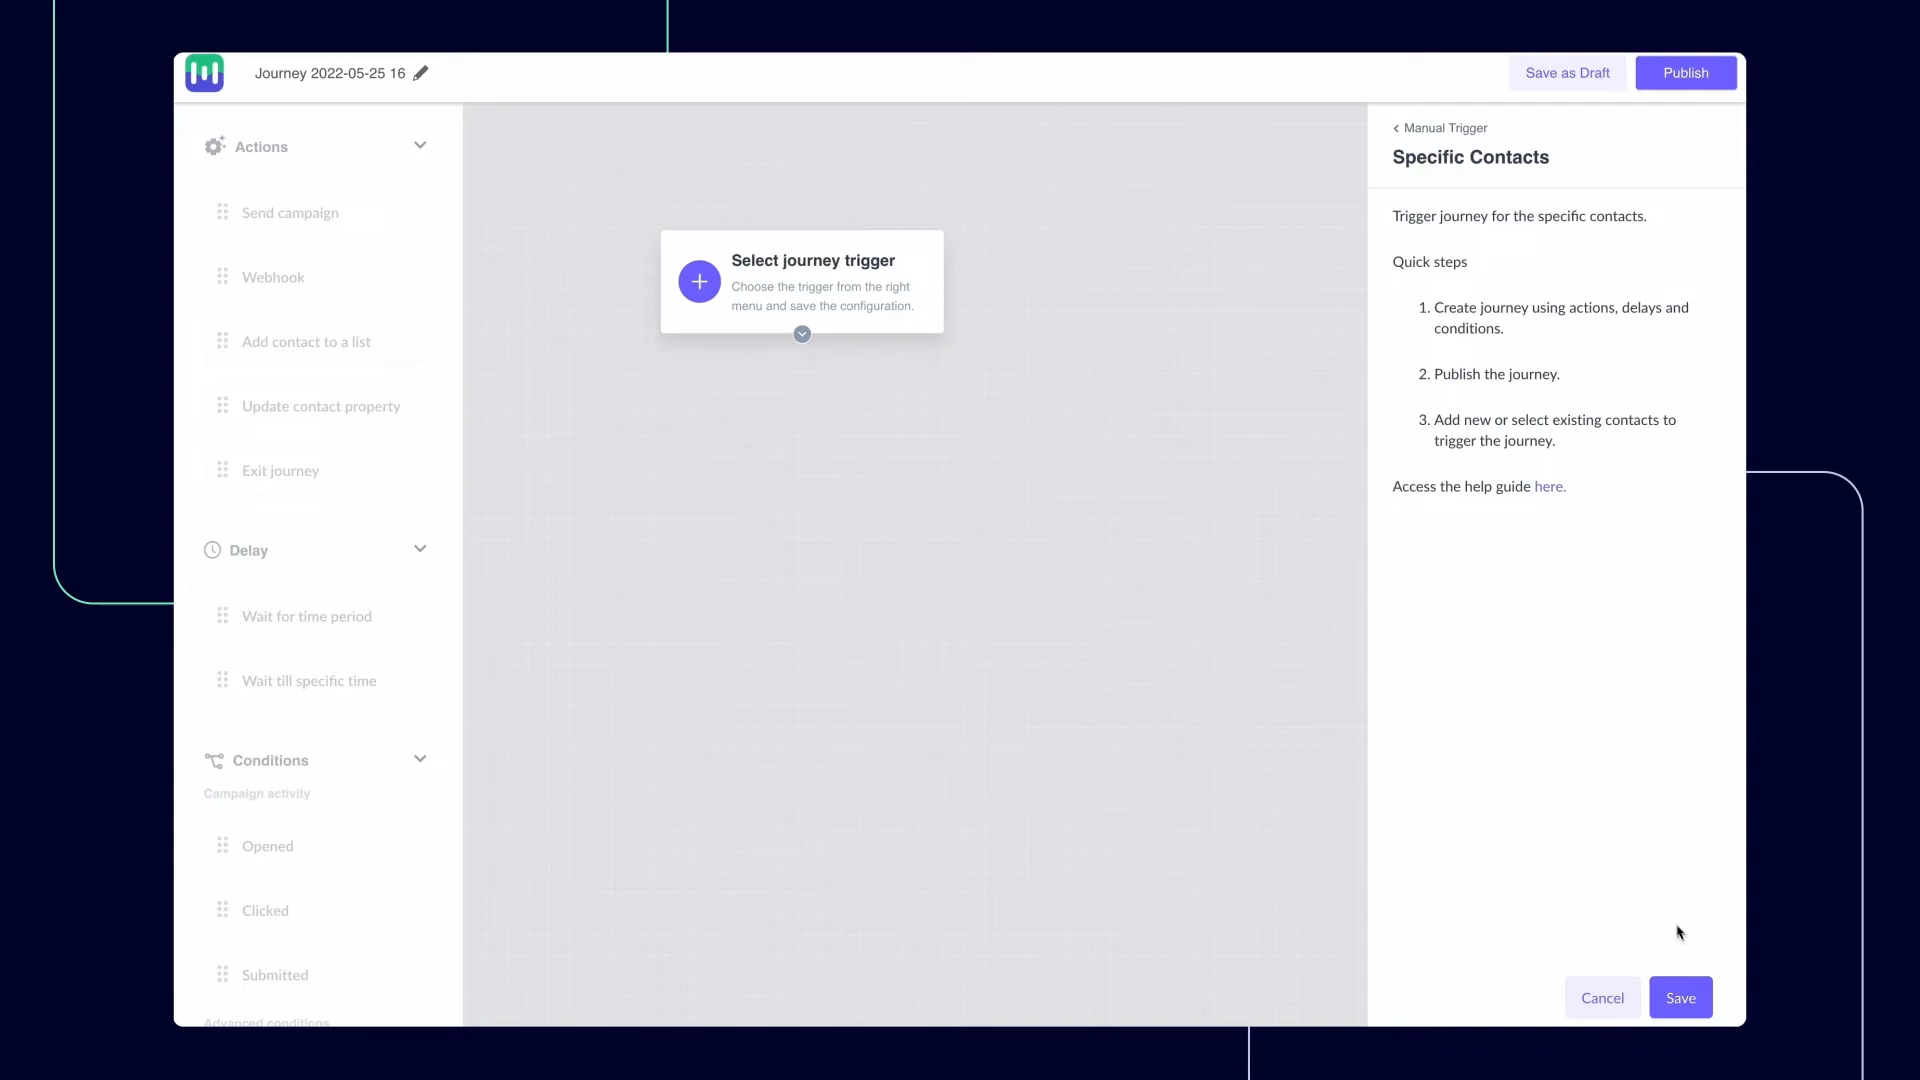 Journey 2022-05-25 16
Save as Draft
Publish
Actions
Send campaign
Webhook
Add contact to a list
Update contact property
Exit journey
Delay
Wait for time period
Wait till specific time
Conditions
Campaign activity
Opened
Clicked
Submitted
Advanced conditions
Select journey trigger
Choose the trigger from the right
menu and save the configuration.
Manual Trigger
Specific Contacts
Trigger journey for the specific contacts.
Quick steps
1. Create journey using actions, delays and
conditions.
2. Publish the journey.
3. Add new or select existing contacts to
trigger the journey.
Access the help guide here.
Cancel
Save